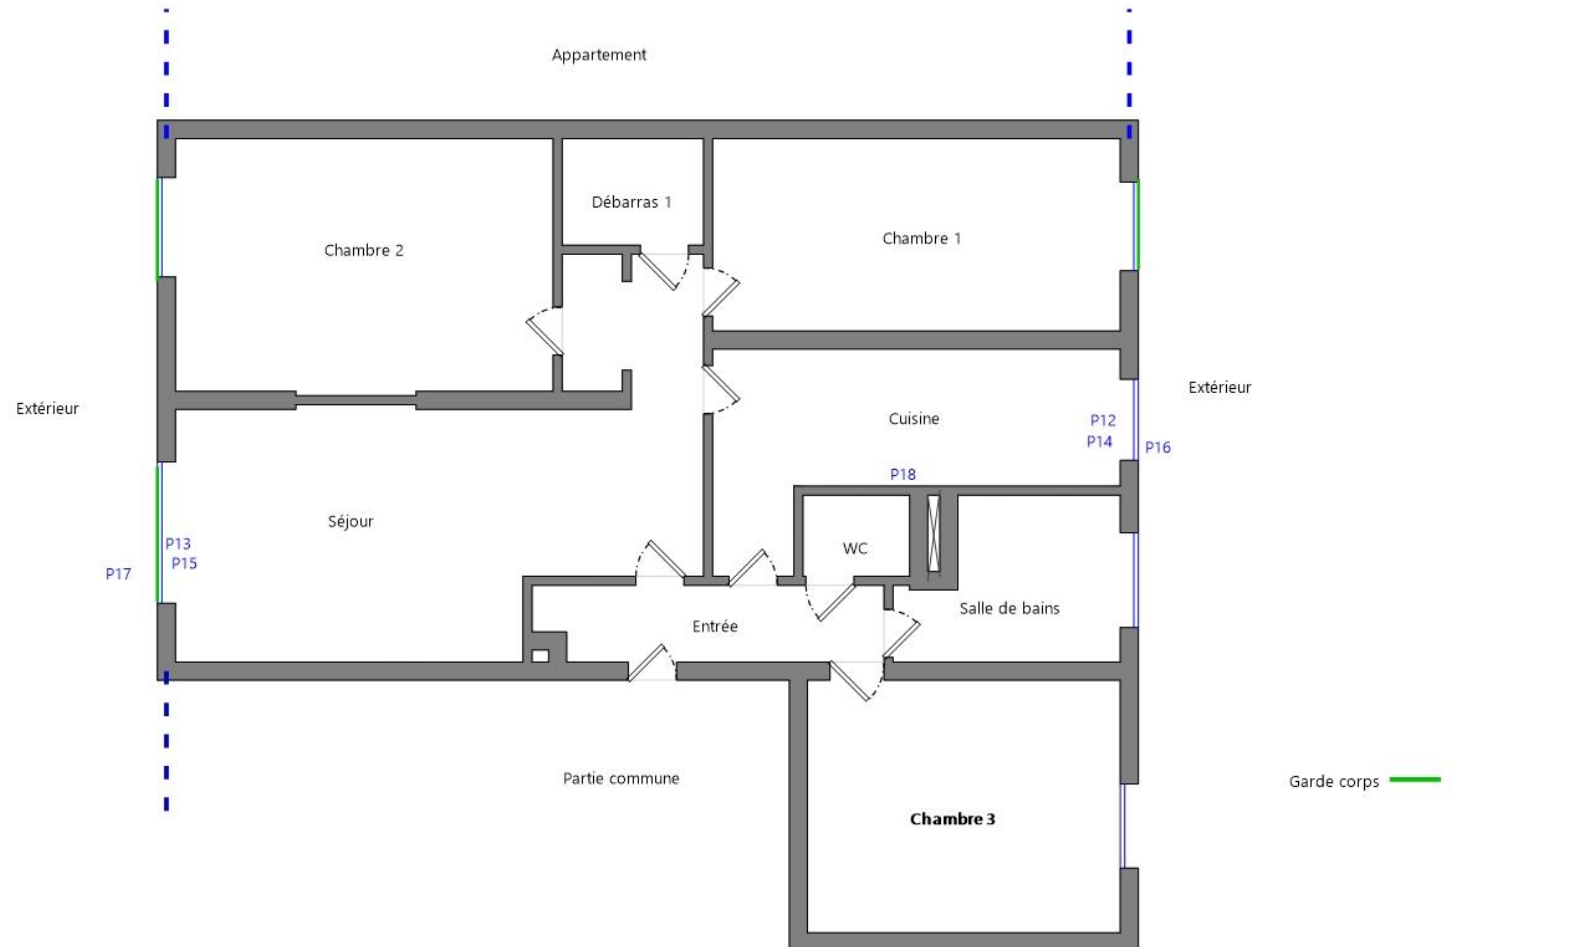 Appartement
Débarras 1
Chambre 1
Chambre 2
Extérieur
Extérieur
Cuisine
P12
P14
P16
P18
Séjour
P13
P15
P17
WC
Salle de bains
Entrée
Partie commune
Garde corps
Chambre 3